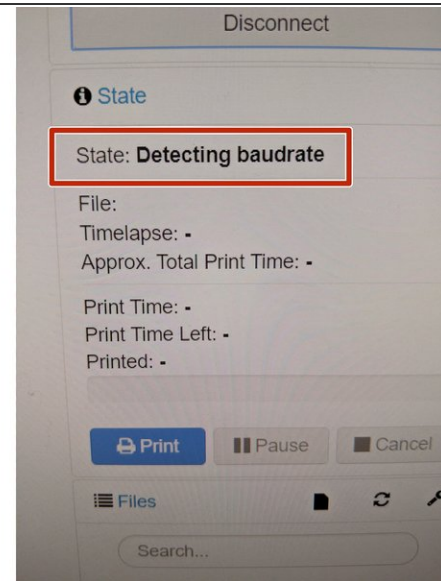 Disconnect
State
State: Detecting baudrate
File:
Timelapse: -
Approx. Total Print Time: -
Print Time: -
Print Time Left: -
Printed: -
Print Pause Cancel
Files
Search...